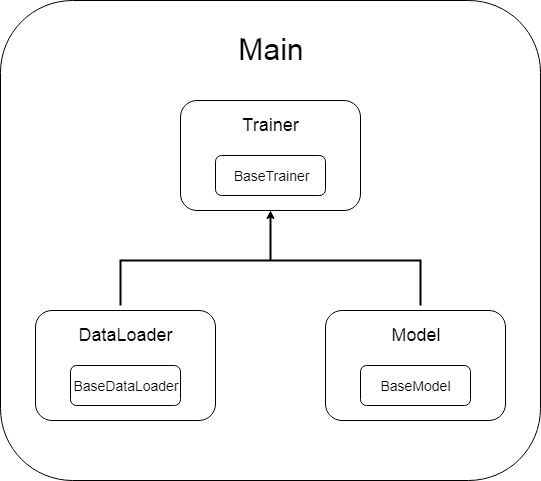 Main
Trainer
BaseTrainer
DataLoader
BaseDataLoader
Model
BaseModel